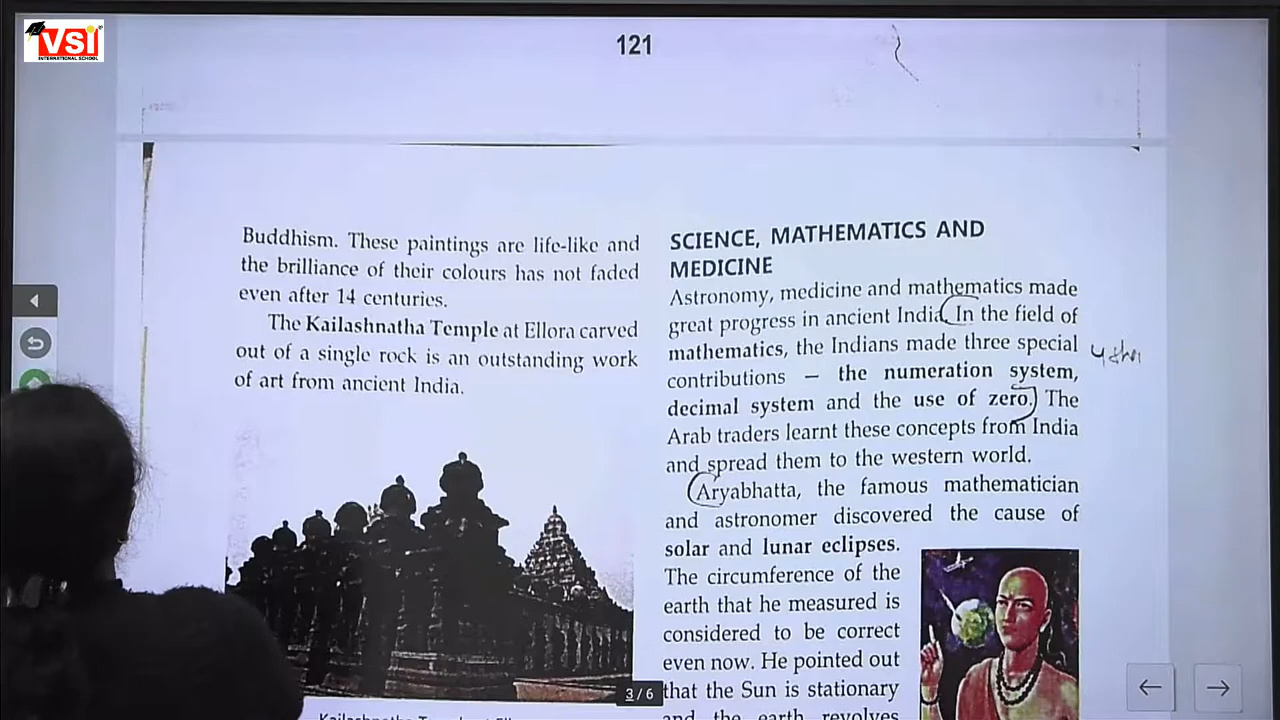 VSI
INTERNATIONAL SCHOOL
121
Buddhism. These paintings are life-like and
the brilliance of their colours has not faded
even after 14 centuries.
The Kailashnatha Temple at Ellora carved
out of a single rock is an outstanding work
of art from ancient India.
SCIENCE, MATHEMATICS AND
MEDICINE
Astronomy, medicine and mathematics made
great progress in ancient India. In the field of
mathematics, the Indians made three special
contributions — the numeration system,
decimal system and the use of zero. The
Arab traders learnt these concepts from India
and spread them to the western world.
Aryabhatta, the famous mathematician
and astronomer discovered the cause of
solar and lunar eclipses.
The circumference of the
earth that he measured is
considered to be correct
even now. He pointed out
that the Sun is stationary
and the earth revolves
3 / 6